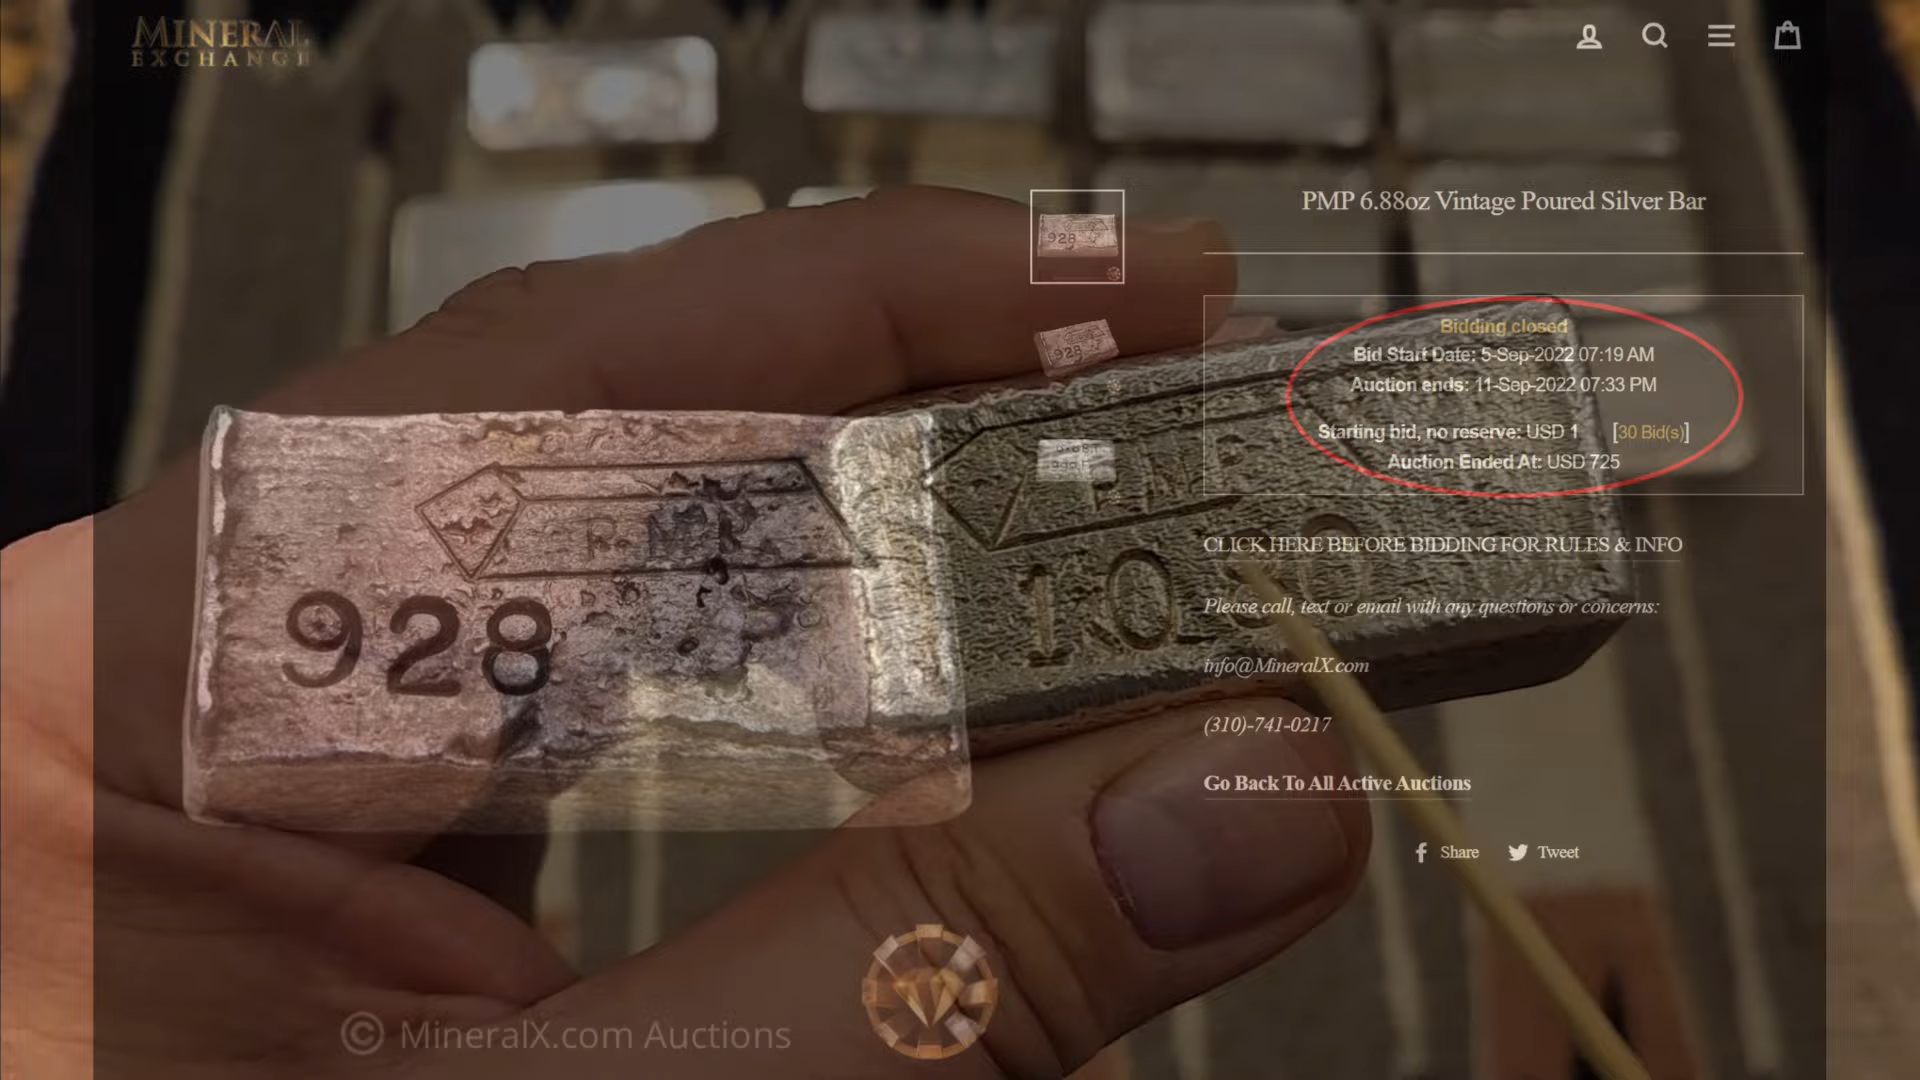 MINERAL
EXCHANGE
PMP 6.88oz Vintage Poured Silver Bar
928
928
Bidding closed
Bid Start Date: 5-Sep-2022 07:19 AM
Auction ends: 11-Sep-2022 07:33 PM
Starting bid, no reserve: USD 1 [30 Bid(s)]
Auction Ended At: USD 725
CLICK HERE BEFORE BIDDING FOR RULES & INFO
Please call, text or email with any questions or concerns:
info@MineralX.com
(310)-741-0217
Go Back To All Active Auctions
Share Tweet
928
© MineralX.com Auctions